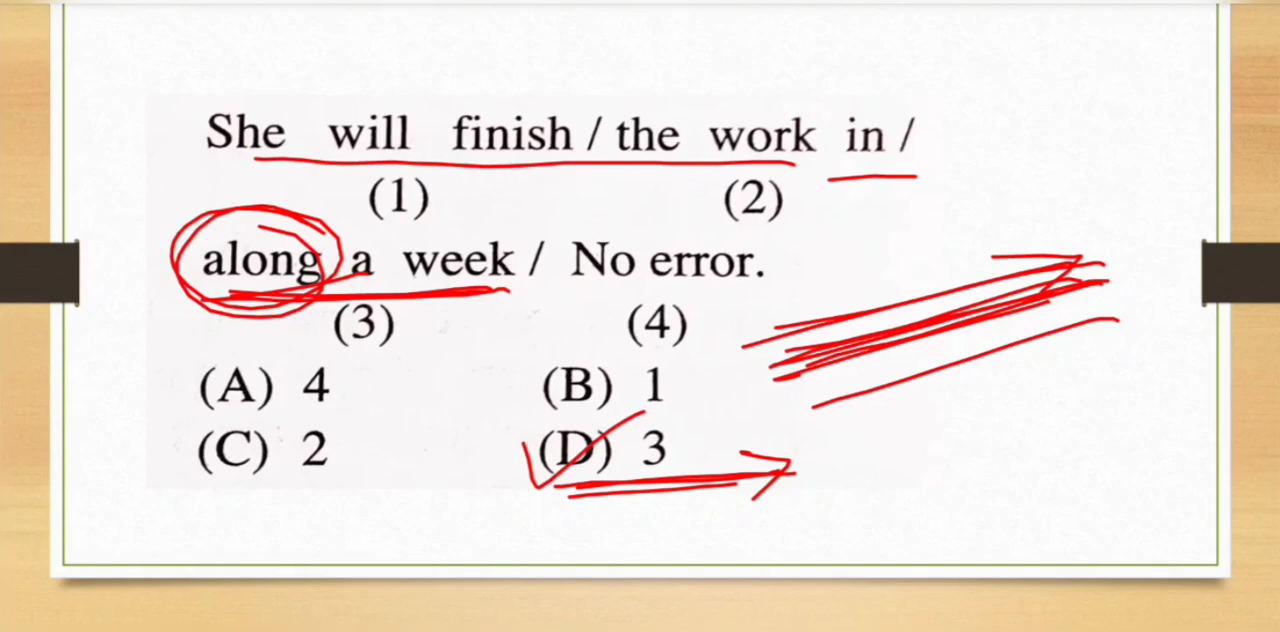 She will finish / the work in /
(1) (2)
along a week / No error.
(3) (4)
(A) 4 (B) 1
(C) 2 (D) 3